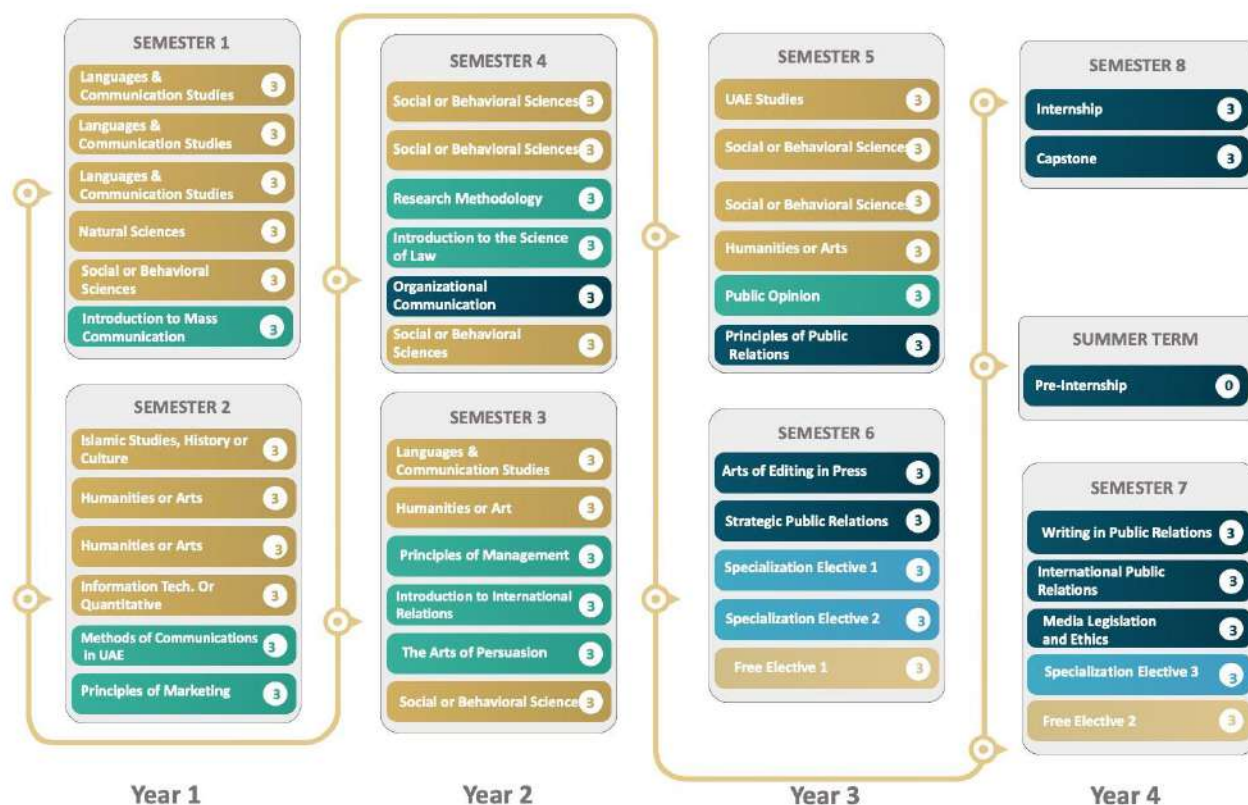 SEMESTER 1
Languages &
Communication Studies 3
Languages &
Communication Studies 3
Languages &
Communication Studies 3
Natural Sciences 3
Social or Behavioral
Sciences 3
Introduction to Mass
Communication 3
SEMESTER 2
Islamic Studies, History or
Culture 3
Humanities or Arts 3
Humanities or Arts 3
Information Tech. Or
Quantitative 3
Methods of Communications
in UAE 3
Principles of Marketing 3
Year 1
SEMESTER 4
Social or Behavioral Sciences 3
Social or Behavioral Sciences 3
Research Methodology 3
Introduction to the Science
of Law 3
Organizational
Communication 3
Social or Behavioral
Sciences 3
SEMESTER 3
Languages &
Communication Studies 3
Humanities or Art 3
Principles of Management 3
Introduction to International
Relations 3
The Arts of Persuasion 3
Social or Behavioral Science 3
Year 2
SEMESTER 5
UAE Studies 3
Social or Behavioral Sciences 3
Social or Behavioral Sciences 3
Humanities or Arts 3
Public Opinion 3
Principles of Public
Relations 3
SEMESTER 6
Arts of Editing in Press 3
Strategic Public Relations 3
Specialization Elective 1 3
Specialization Elective 2 3
Free Elective 1 3
Year 3
SEMESTER 8
Internship 3
Capstone 3
SUMMER TERM
Pre-Internship 0
SEMESTER 7
Writing in Public Relations 3
International Public
Relations 3
Media Legislation
and Ethics 3
Specialization Elective 3 3
Free Elective 2 3
Year 4